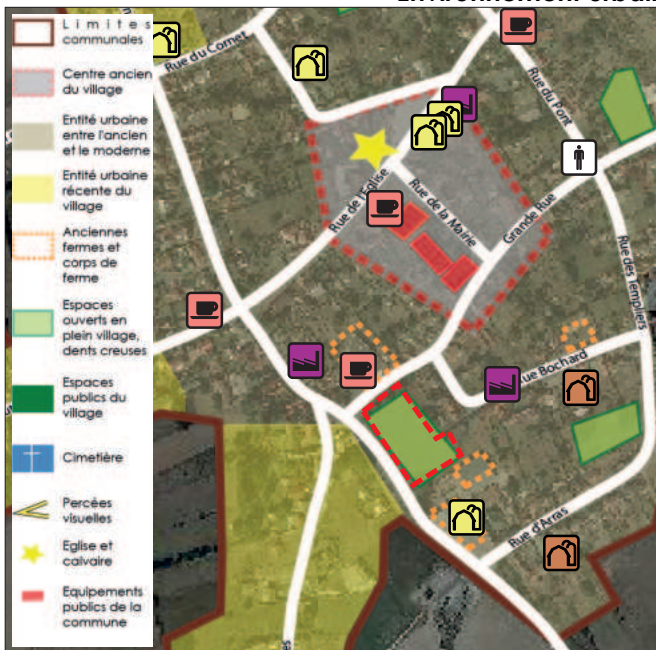 Limites
communales
Centre ancien
du village
Entité urbaine
entre l'ancien
et le moderne
Entité urbaine
récente du
village
Anciennes
fermes et
corps de
ferme
Espaces
ouverts en
plein village,
dents creuses
Espaces
publics du
village
Cimetière
Percées
visuelles
Eglise et
calvaire
Equipements
publics de la
commune
Rue du Cornet
Rue du Pont
Rue de l'Eglise
Rue de la Mairie
Grande Rue
Rue des Templiers
Rue Bochard
Rue d'Arras